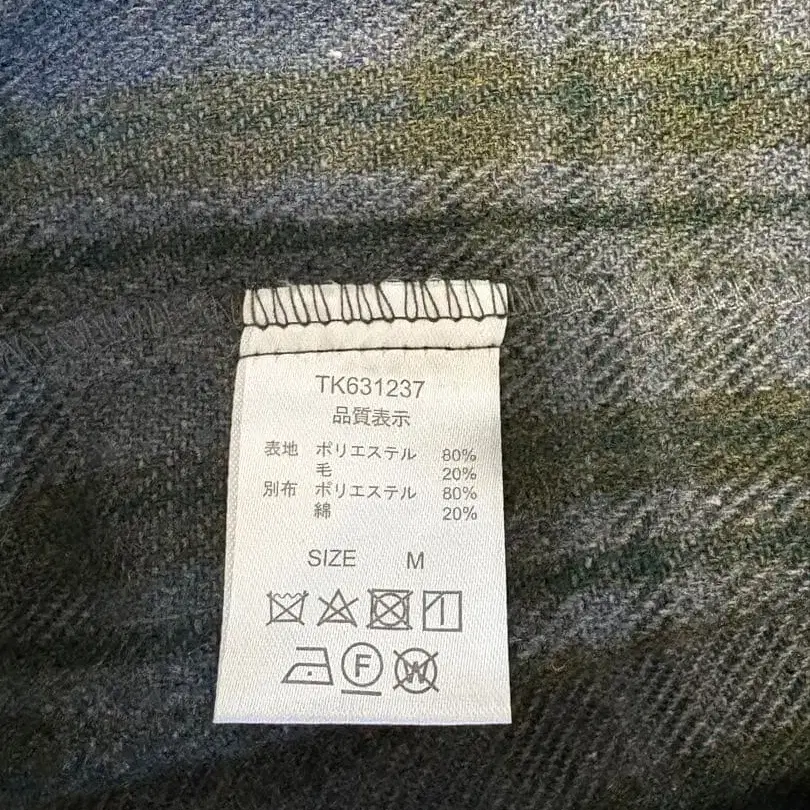 TK631237
品質表示
表地 ポリエステル 80%
毛 20%
別布 ポリエステル 80%
綿 20%
SIZE M
F W